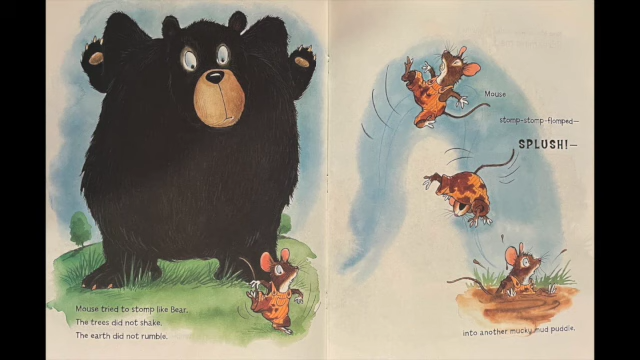 Mouse tried to stomp like Bear.
The trees did not shake.
The earth did not rumble.
Mouse
stomp-stomp-flomped—
SPLUSH!—
into another mucky mud puddle.